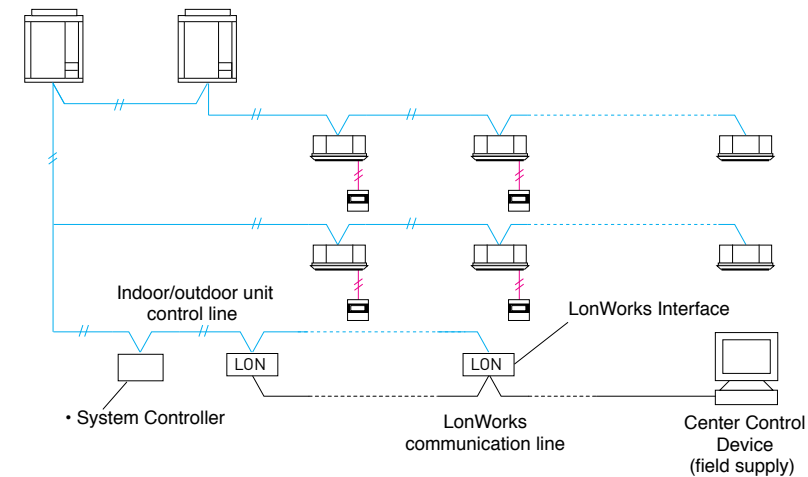 Indoor/outdoor unit
control line
LonWorks Interface
LON
LON
• System Controller
LonWorks
communication line
Center Control
Device
(field supply)